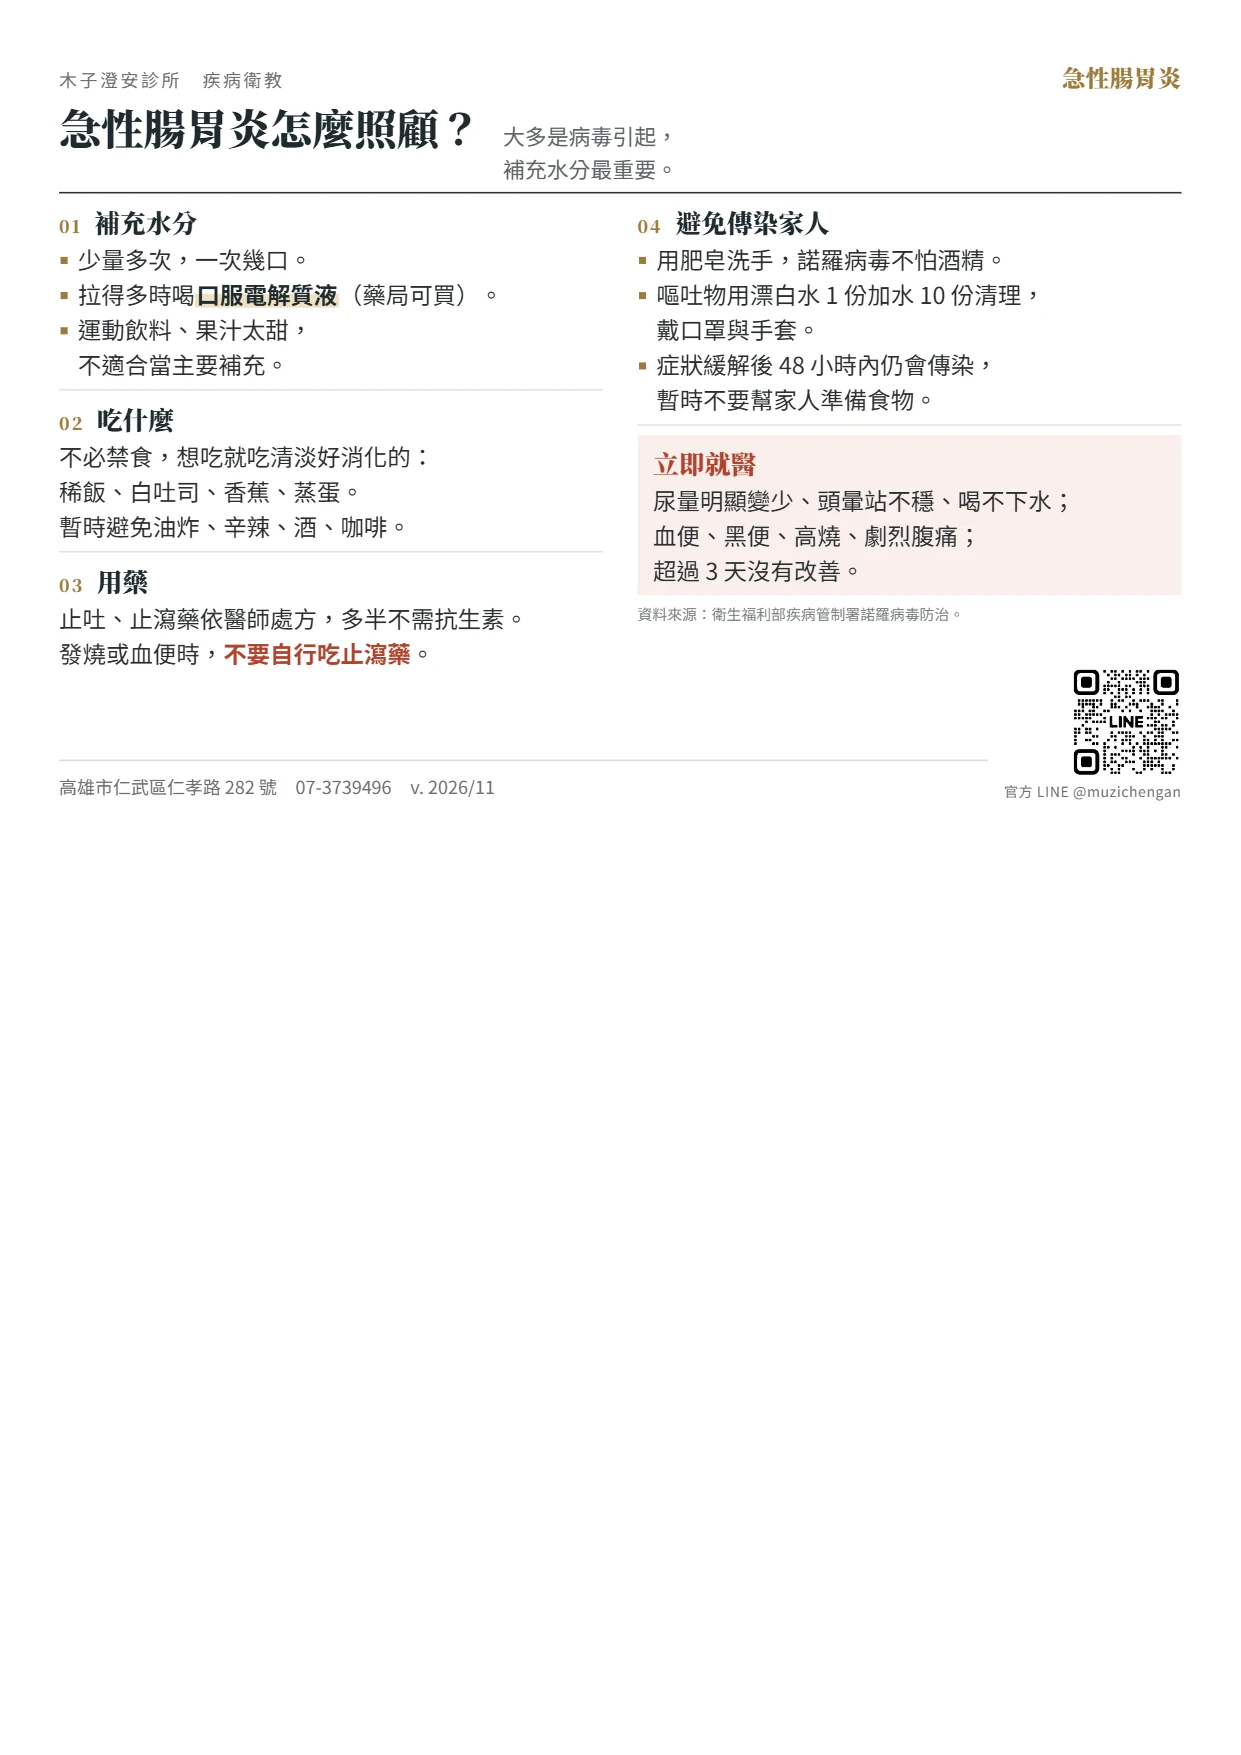 木子澄安診所　疾病衛教
急性腸胃炎
急性腸胃炎怎麼照顧？
大多是病毒引起，
補充水分最重要。
01 補充水分
▪ 少量多次，一次幾口。
▪ 拉得多時喝口服電解質液（藥局可買）。
▪ 運動飲料、果汁太甜，
不適合當主要補充。
02 吃什麼
不必禁食，想吃就吃清淡好消化的：
稀飯、白吐司、香蕉、蒸蛋。
暫時避免油炸、辛辣、酒、咖啡。
03 用藥
止吐、止瀉藥依醫師處方，多半不需抗生素。
發燒或血便時，不要自行吃止瀉藥。
04 避免傳染家人
▪ 用肥皂洗手，諾羅病毒不怕酒精。
▪ 嘔吐物用漂白水 1 份加水 10 份清理，
戴口罩與手套。
▪ 症狀緩解後 48 小時內仍會傳染，
暫時不要幫家人準備食物。
立即就醫
尿量明顯變少、頭暈站不穩、喝不下水；
血便、黑便、高燒、劇烈腹痛；
超過 3 天沒有改善。
資料來源：衛生福利部疾病管制署諾羅病毒防治。
LINE
高雄市仁武區仁孝路 282 號　07-3739496　v. 2026/11
官方 LINE @muzichengan